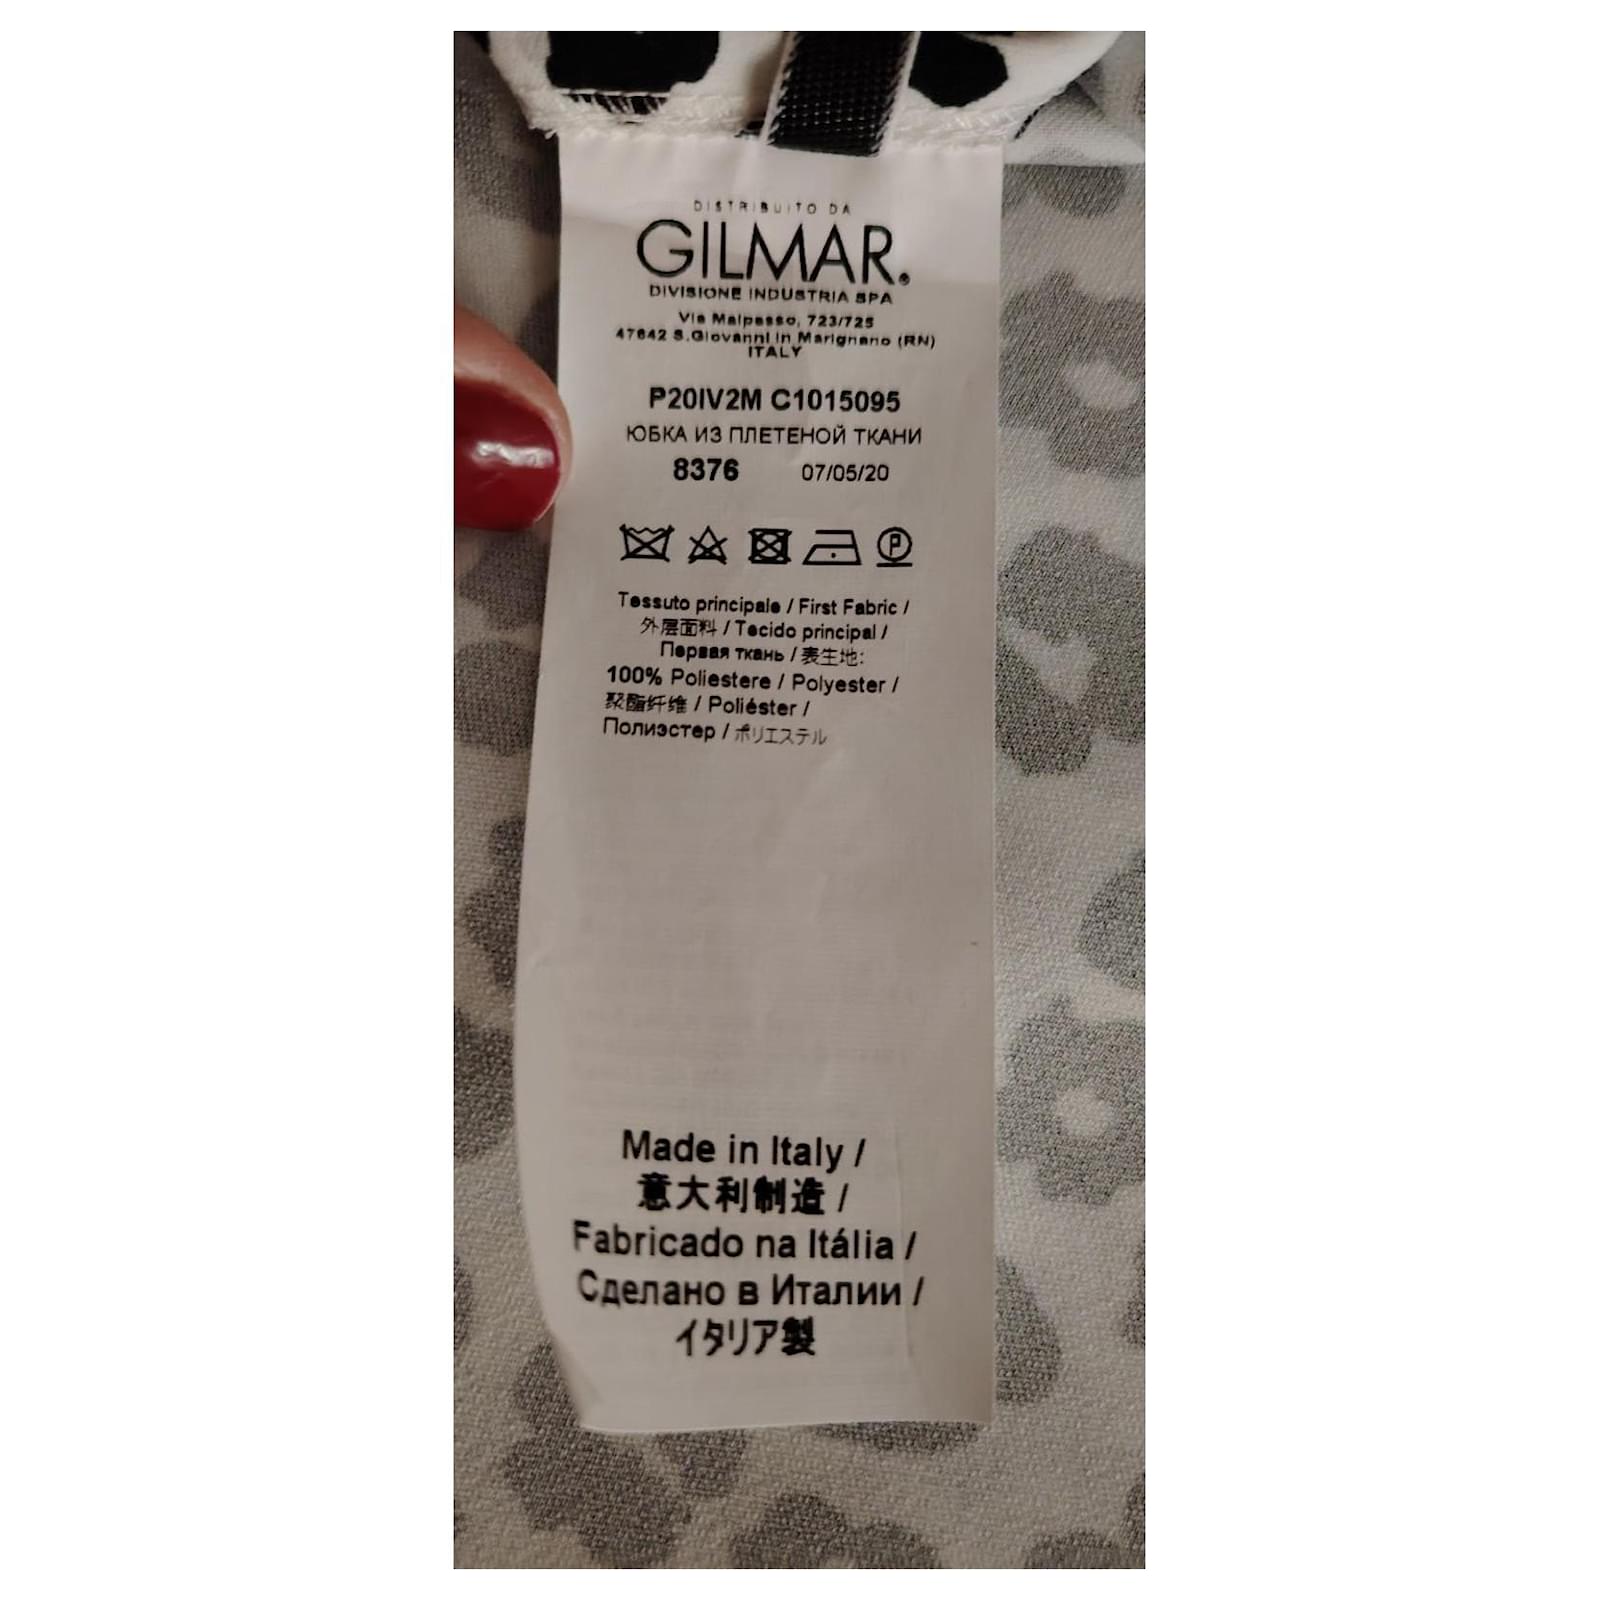 DISTRIBUITO DA
GILMAR.
DIVISIONE INDUSTRIA SPA
Via Malpasso, 723/725
47842 S.Giovanni in Marignano (RN)
ITALY
P20IV2M C1015095
ЮБКА ИЗ ПЛЕТЕНОЙ ТКАНИ
8376 07/05/20
P
Tessuto principale / First Fabric /
外层面料 / Tecido principal /
Первая ткань / 表生地:
100% Poliestere / Polyester /
聚酯纤维 / Poliéster /
Полиэстер / ポリエステル
Made in Italy /
意大利制造 /
Fabricado na Itália /
Сделано в Италии /
イタリア製